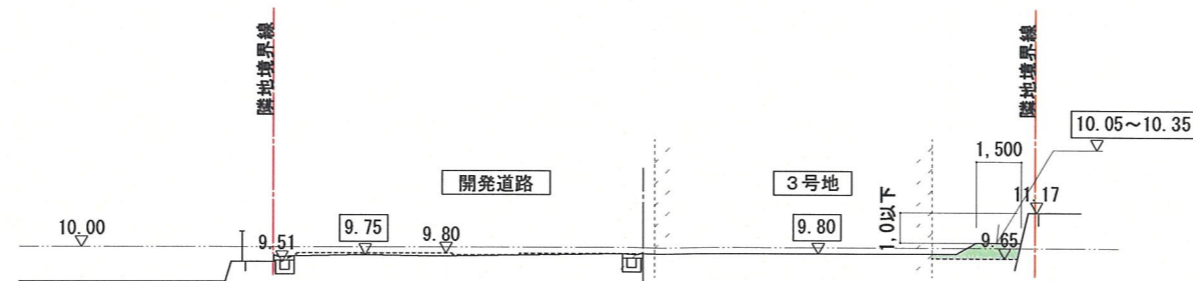 隣地境界線
隣地境界線
10.05～10.35
1,500
開発道路
3号地
11.17
1,0以下
10.00
9.51
9.75
9.80
9.80
9.65